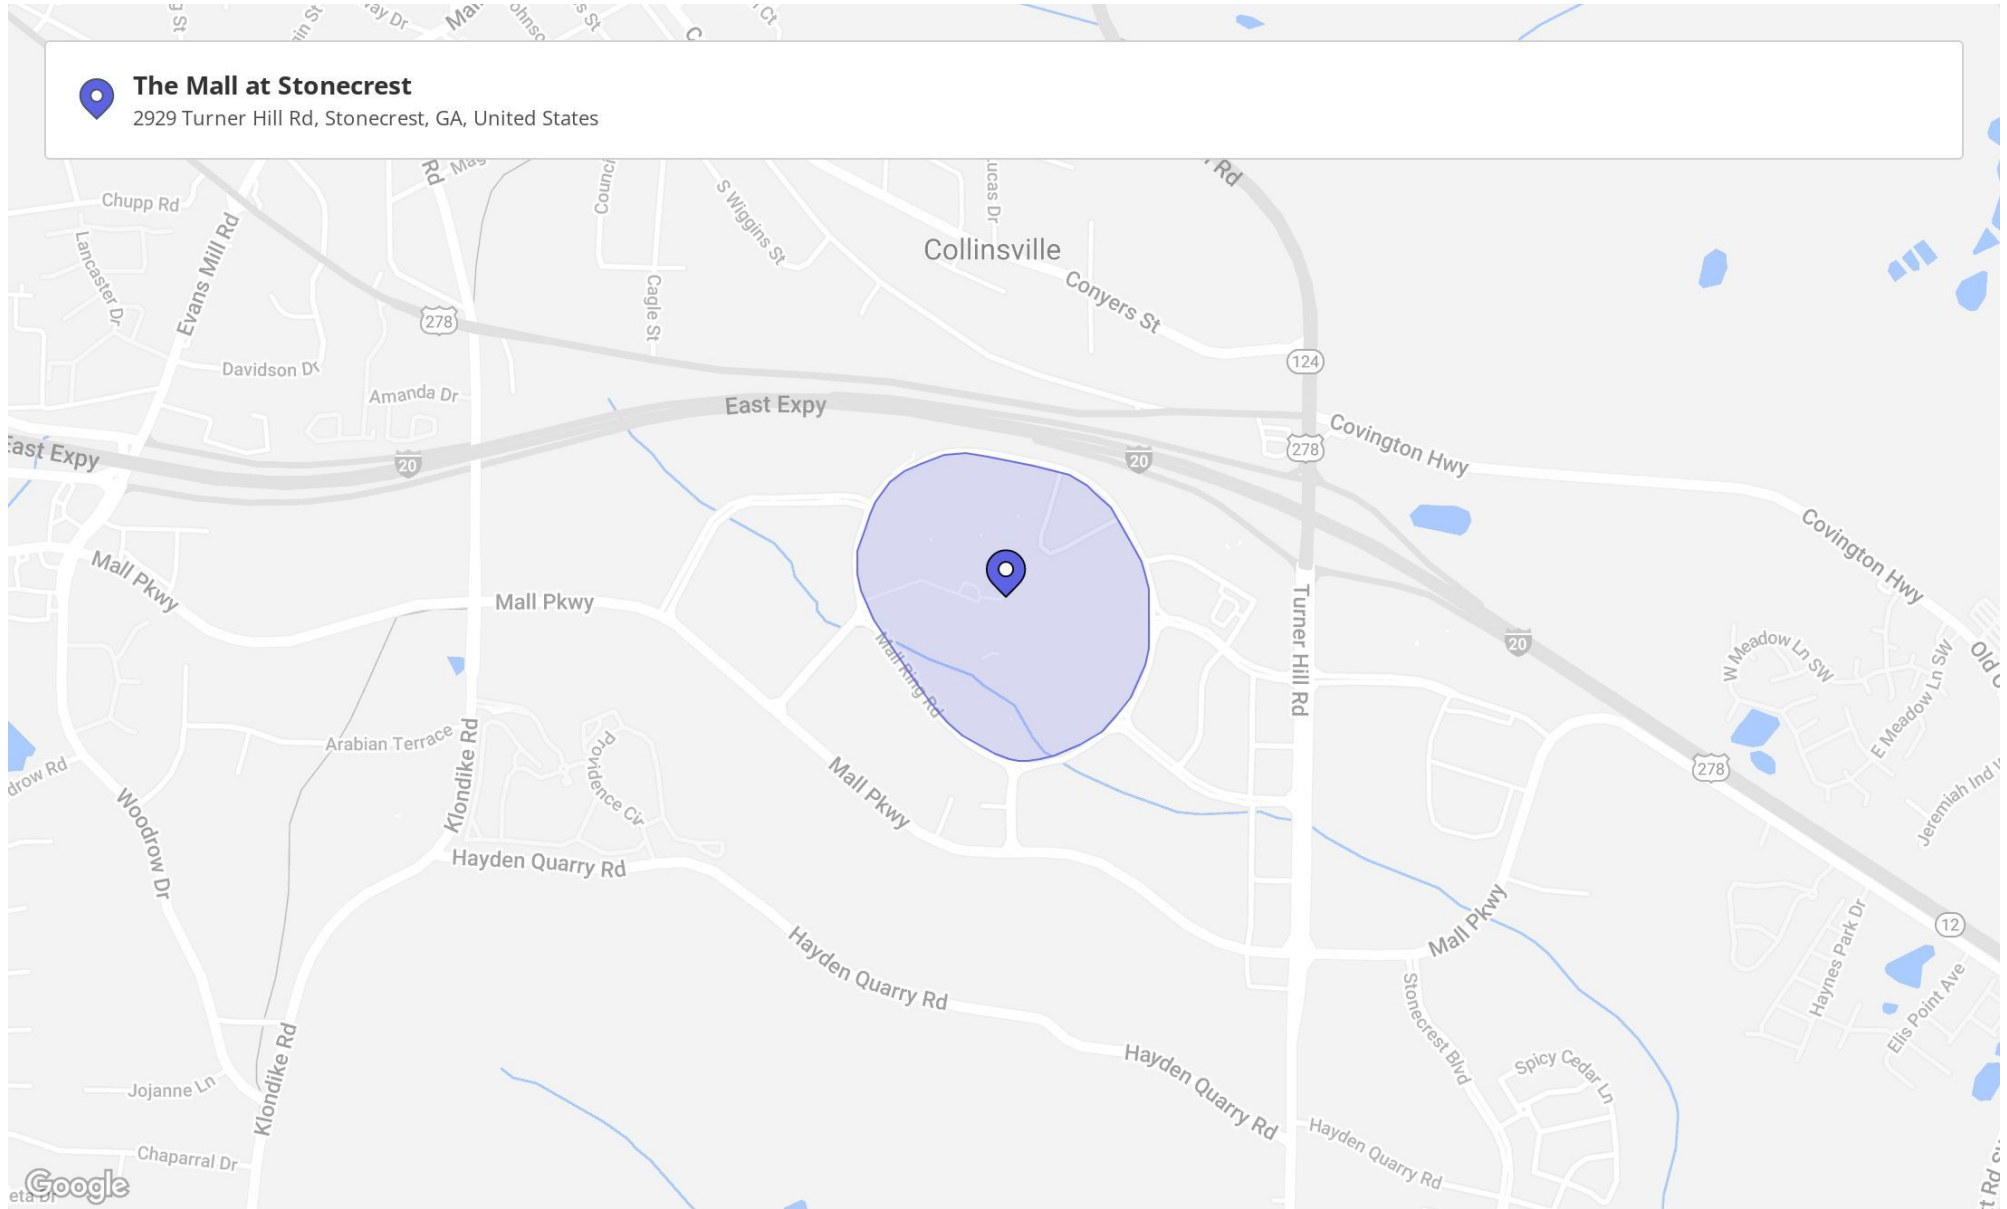 The Mall at Stonecrest
2929 Turner Hill Rd, Stonecrest, GA, United States
Chupp Rd
Lancaster Dr
Evans Mill Rd
Rd
Cagle St
S Wiggins St
Collinsville
Conyers St
Rd
278
Davidson Dr
Amanda Dr
124
East Expy
East Expy
20
20
278
Covington Hwy
Covington Hwy
Mall Pkwy
Mall Pkwy
Turner Hill Rd
20
W Meadow Ln SW
E Meadow Ln SW
Mall Ring Rd
Arabian Terrace
Klondike Rd
Providence Cir
Mall Pkwy
278
Woodrow Dr
Hayden Quarry Rd
Hayden Quarry Rd
Mall Pkwy
12
Haynes Park Dr
Elis Point Ave
Stonecrest Blvd
Klondike Rd
Hayden Quarry Rd
Spicy Cedar Ln
Jojanne Ln
Hayden Quarry Rd
Chaparral Dr
Google